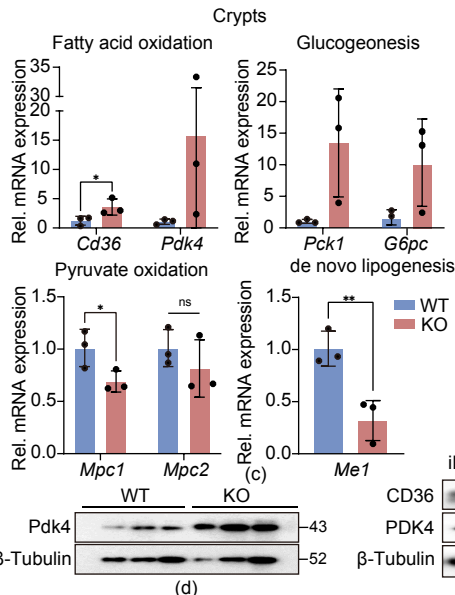 Crypts
Fatty acid oxidation
Glucogeonesis
Rel. mRNA expression
35
30
25
20
15
10
5
0
*
Cd36
Pdk4
Rel. mRNA expression
25
20
15
10
5
0
Pck1
G6pc
Pyruvate oxidation
de novo lipogenesis
Rel. mRNA expression
1.5
1.0
0.5
0.0
*
ns
Mpc1
Mpc2
Rel. mRNA expression
1.5
1.0
0.5
0.0
**
Me1
WT
KO
(c)
WT
KO
Pdk4
43
β-Tubulin
52
(d)
CD36
PDK4
β-Tubulin